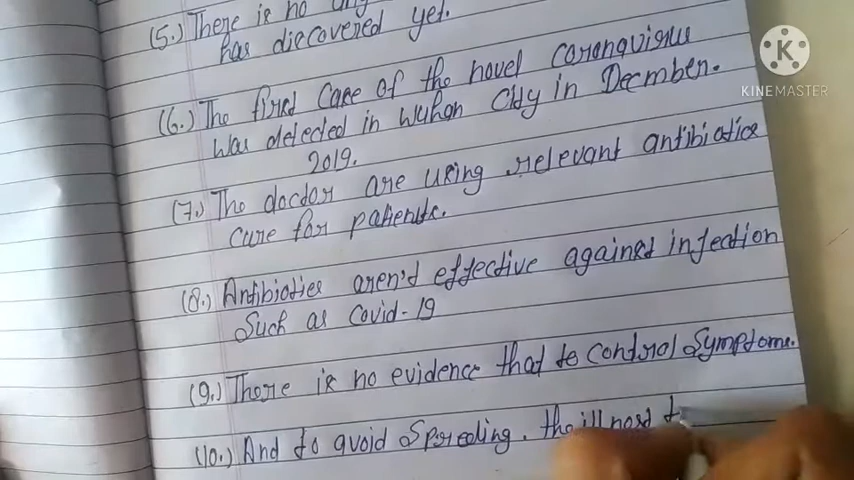 (5.) There is no any
has discovered yet.
(6.) The first case of the novel coronavirus
was detected in Wuhan City in Decmber.
2019.
(7.) The doctor are using relevant antibiotics
cure for patients.
(8.) Antibiotics aren't effective against infection
Such as Covid-19
(9.) There is no evidence that to control Symptoms.
(10.) And to avoid Spreeding. the illness
K
KINEMASTER